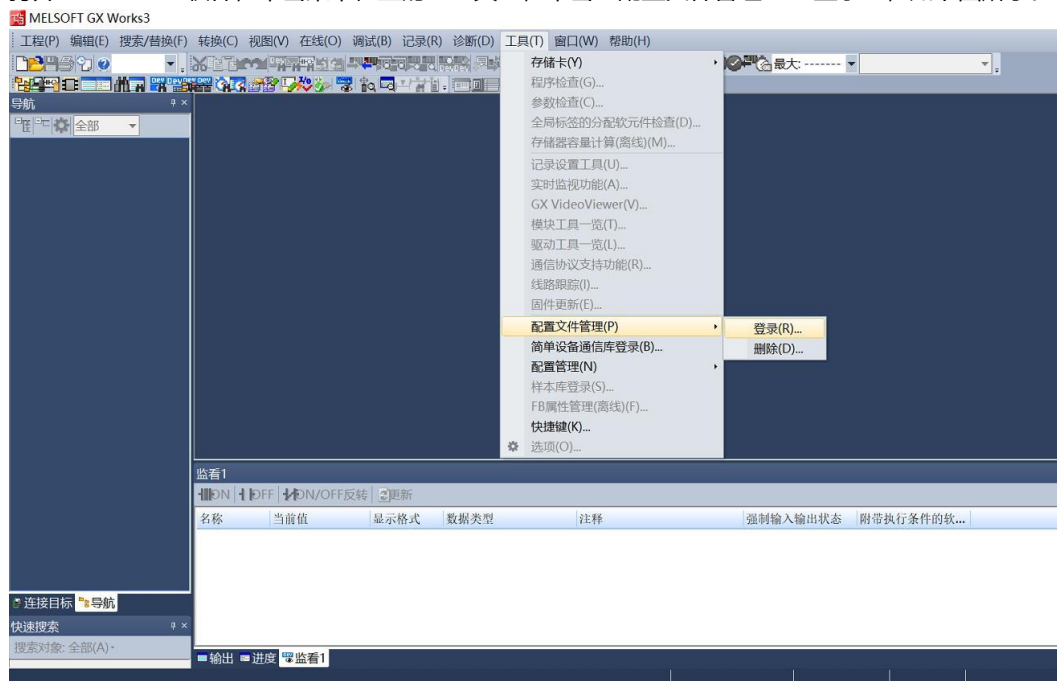 MELSOFT GX Works3
工程(P) 编辑(E) 搜索/替换(F) 转换(C) 视图(V) 在线(O) 调试(B) 记录(R) 诊断(D) 工具(T) 窗口(W) 帮助(H)
最大: --------
导航
全部
存储卡(Y)
程序检查(G)...
参数检查(C)...
全局标签的分配软元件检查(D)...
存储器容量计算(离线)(M)...
记录设置工具(U)...
实时监视功能(A)...
GX VideoViewer(V)...
模块工具一览(T)...
驱动工具一览(L)...
通信协议支持功能(R)...
线路跟踪(I)...
固件更新(E)...
配置文件管理(P)
登录(R)...
简单设备通信库登录(B)...
删除(D)...
配置管理(N)
样本库登录(S)...
FB属性管理(离线)(F)...
快捷键(K)...
选项(O)...
监看1
ON OFF ON/OFF反转 更新
名称 当前值 显示格式 数据类型 注释 强制输入输出状态 附带执行条件的软...
连接目标 导航
快速搜索
搜索对象: 全部(A)
输出 进度 监看1